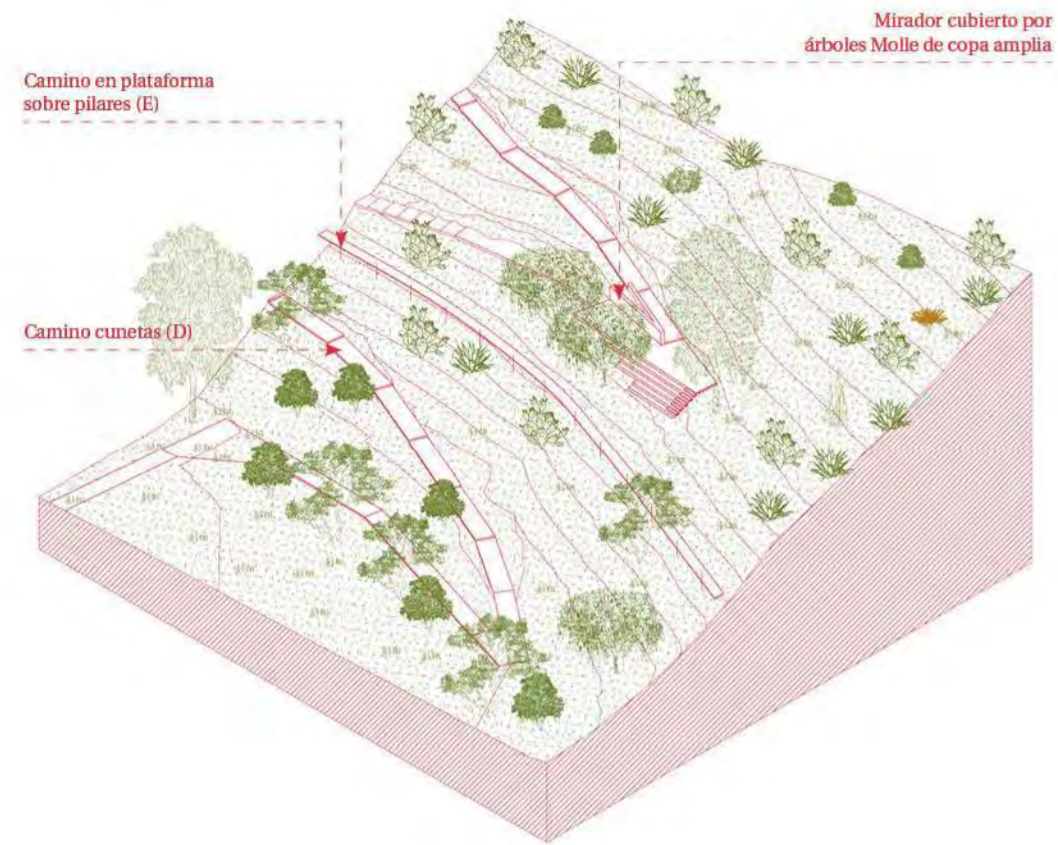 Mirador cubierto por
árboles Molle de copa amplia
Camino en plataforma
sobre pilares (E)
Camino cunetas (D)